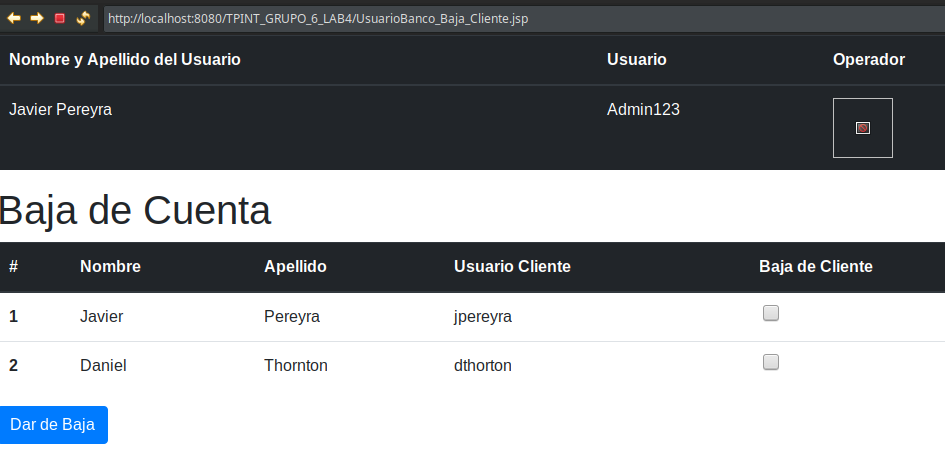 http://localhost:8080/TPINT_GRUPO_6_LAB4/UsuarioBanco_Baja_Cliente.jsp
Nombre y Apellido del Usuario Usuario Operador
Javier Pereyra Admin123
Baja de Cuenta
# Nombre Apellido Usuario Cliente Baja de Cliente
1 Javier Pereyra jpereyra
2 Daniel Thornton dthorton
Dar de Baja